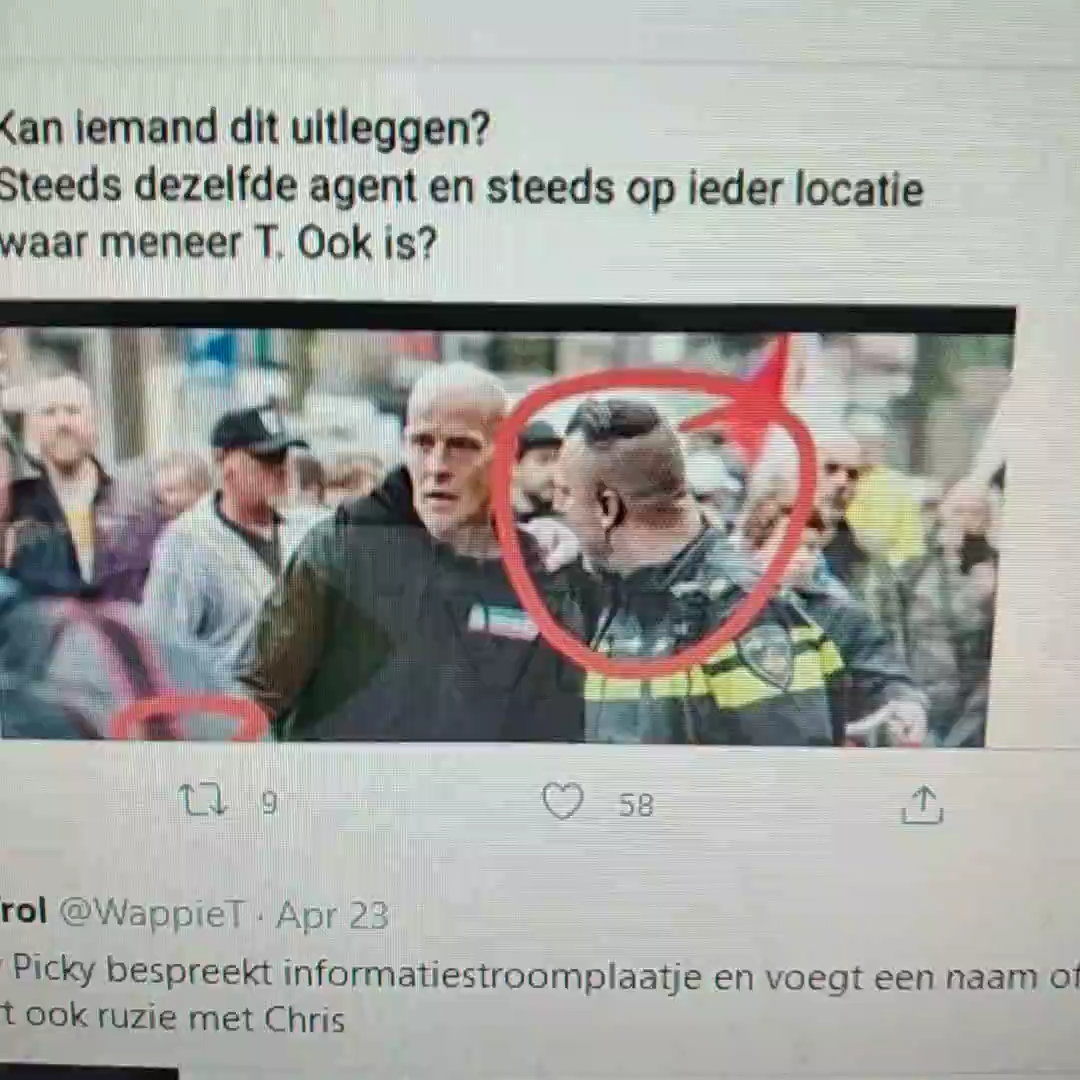 Kan iemand dit uitleggen?
Steeds dezelfde agent en steeds op ieder locatie
waar meneer T. Ook is?
9
58
rol @WappieT · Apr 23
Picky bespreekt informatiestroomplaatje en voegt een naam of
t ook ruzie met Chris